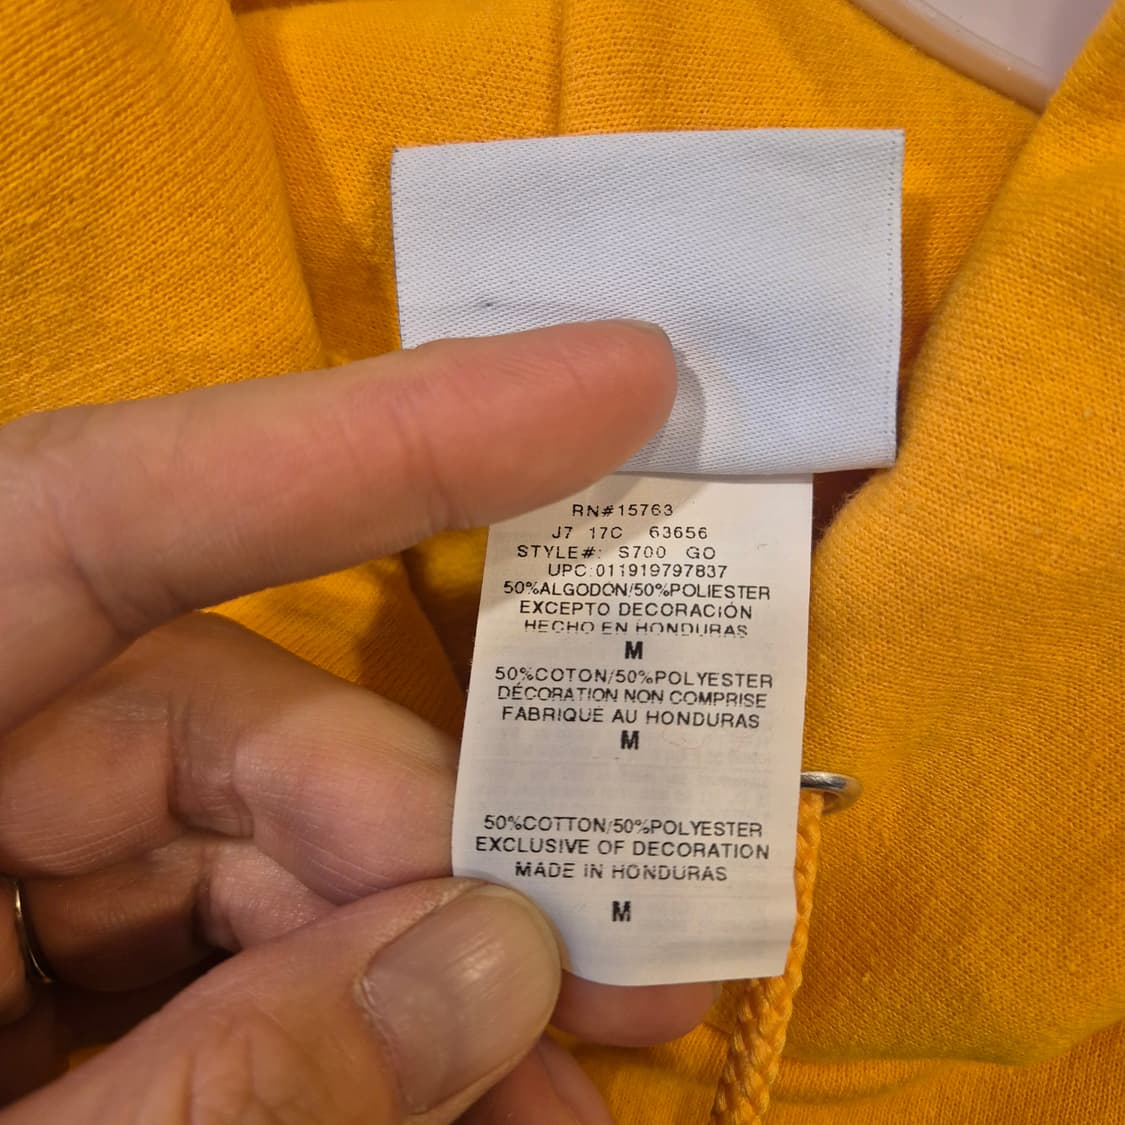 RN#15763
J7 17C 63656
STYLE#: S700 GO
UPC:011919797837
50%ALGODÓN/50%POLIESTER
EXCEPTO DECORACIÓN
HECHO EN HONDURAS
M
50%COTON/50%POLYESTER
DÉCORATION NON COMPRISE
FABRIQUÉ AU HONDURAS
M
50%COTTON/50%POLYESTER
EXCLUSIVE OF DECORATION
MADE IN HONDURAS
M